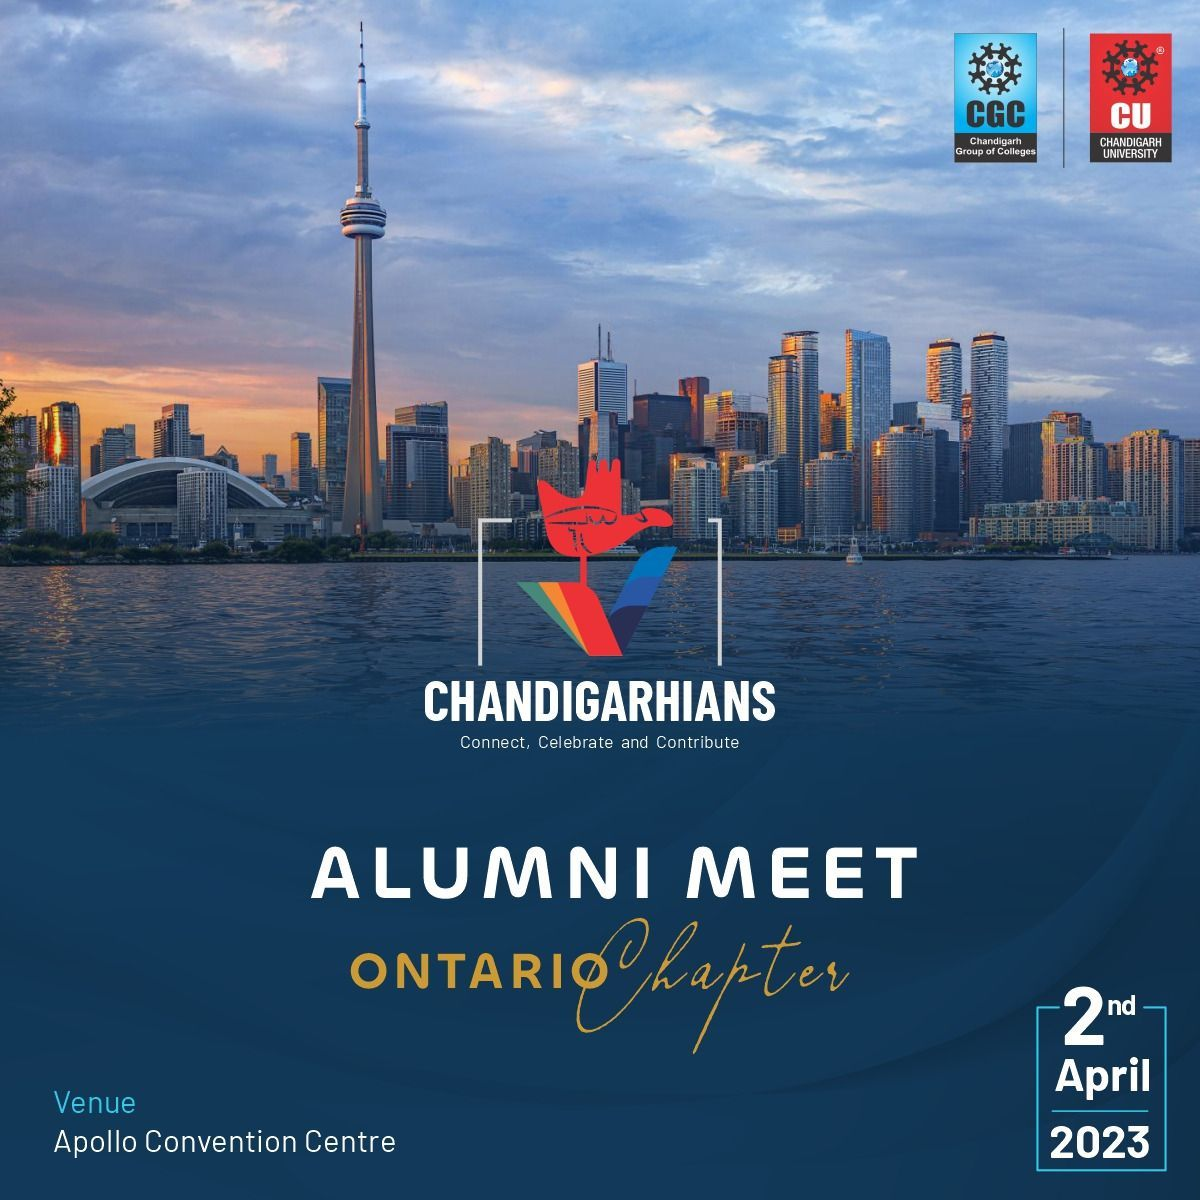 CGC
Chandigarh
Group of Colleges
®
CU
CHANDIGARH
UNIVERSITY
CHANDIGARHIANS
Connect, Celebrate and Contribute
ALUMNI MEET
ONTARIO Chapter
2nd
April
2023
Venue
Apollo Convention Centre